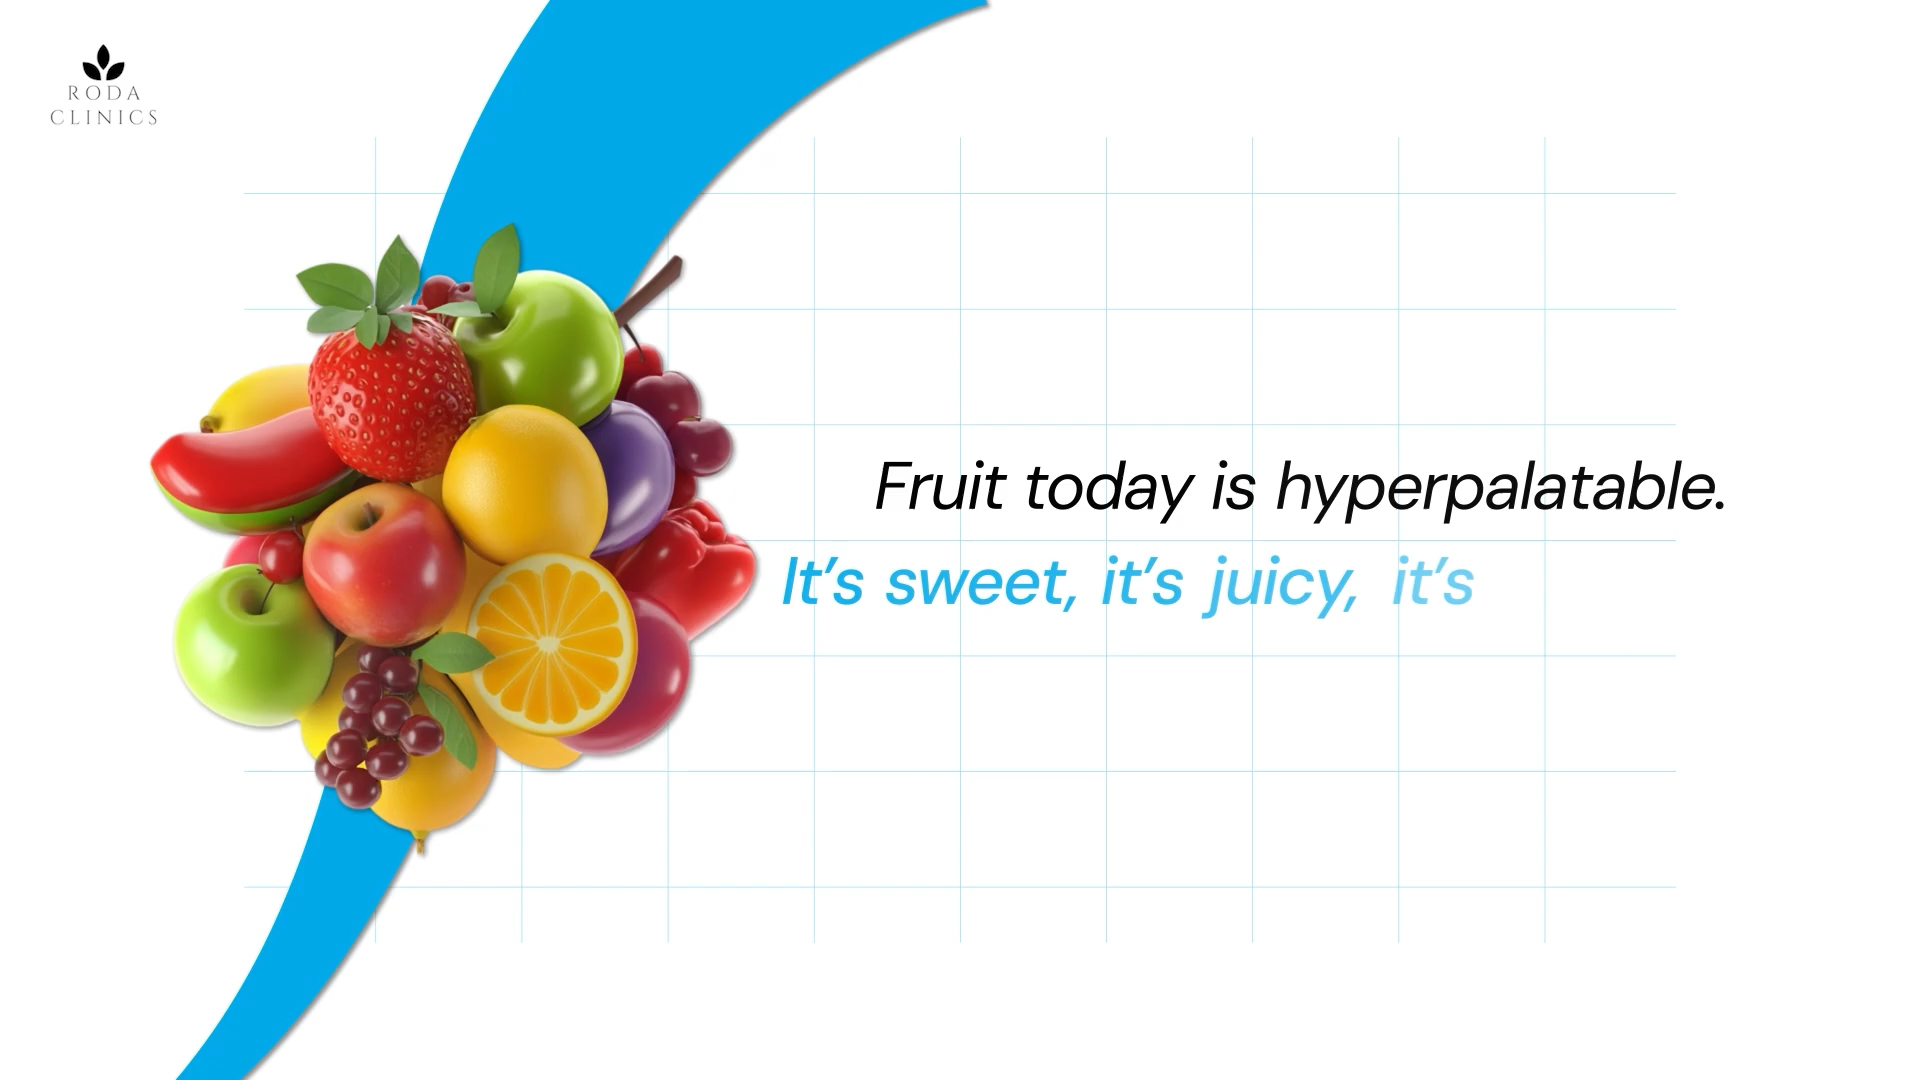 RODA
CLINICS
Fruit today is hyperpalatable.
It’s sweet, it’s juicy, it’s